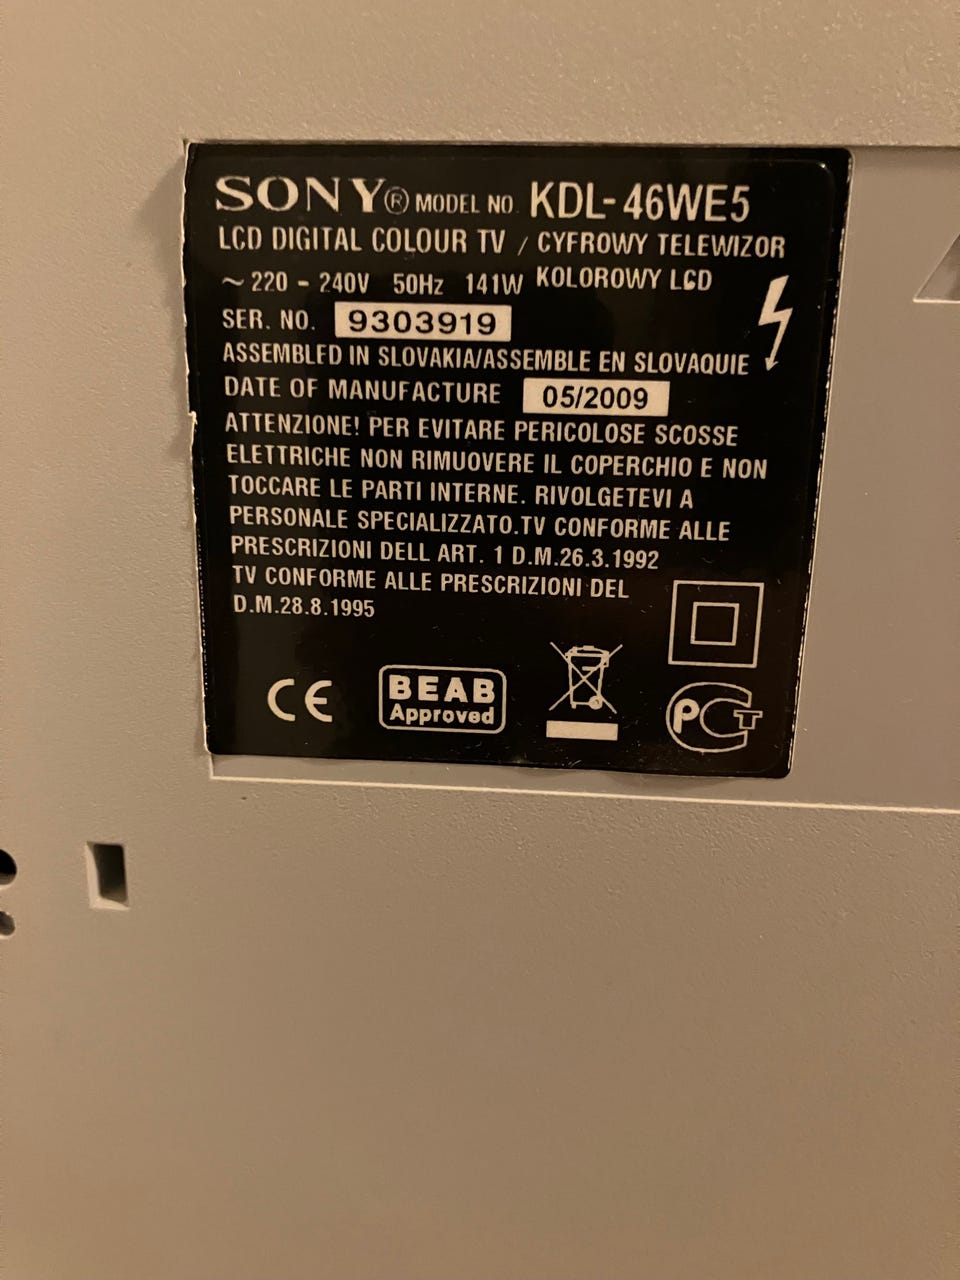 SONY® MODEL NO. KDL-46WE5
LCD DIGITAL COLOUR TV / CYFROWY TELEWIZOR
~ 220 - 240V 50Hz 141W KOLOROWY LCD
SER. NO. 9303919
ASSEMBLED IN SLOVAKIA/ASSEMBLE EN SLOVAQUIE
DATE OF MANUFACTURE 05/2009
ATTENZIONE! PER EVITARE PERICOLOSE SCOSSE
ELETTRICHE NON RIMUOVERE IL COPERCHIO E NON
TOCCARE LE PARTI INTERNE. RIVOLGETEVI A
PERSONALE SPECIALIZZATO.TV CONFORME ALLE
PRESCRIZIONI DELL ART. 1 D.M.26.3.1992
TV CONFORME ALLE PRESCRIZIONI DEL
D.M.28.8.1995
CE
BEAB
Approved
PCT